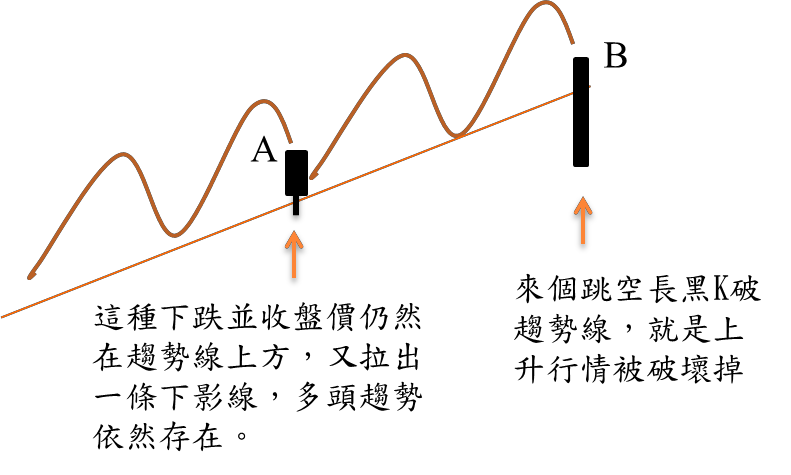 A
B
這種下跌並收盤價仍然
在趨勢線上方，又拉出
一條下影線，多頭趨勢
依然存在。
來個跳空長黑K破
趨勢線，就是上
升行情被破壞掉